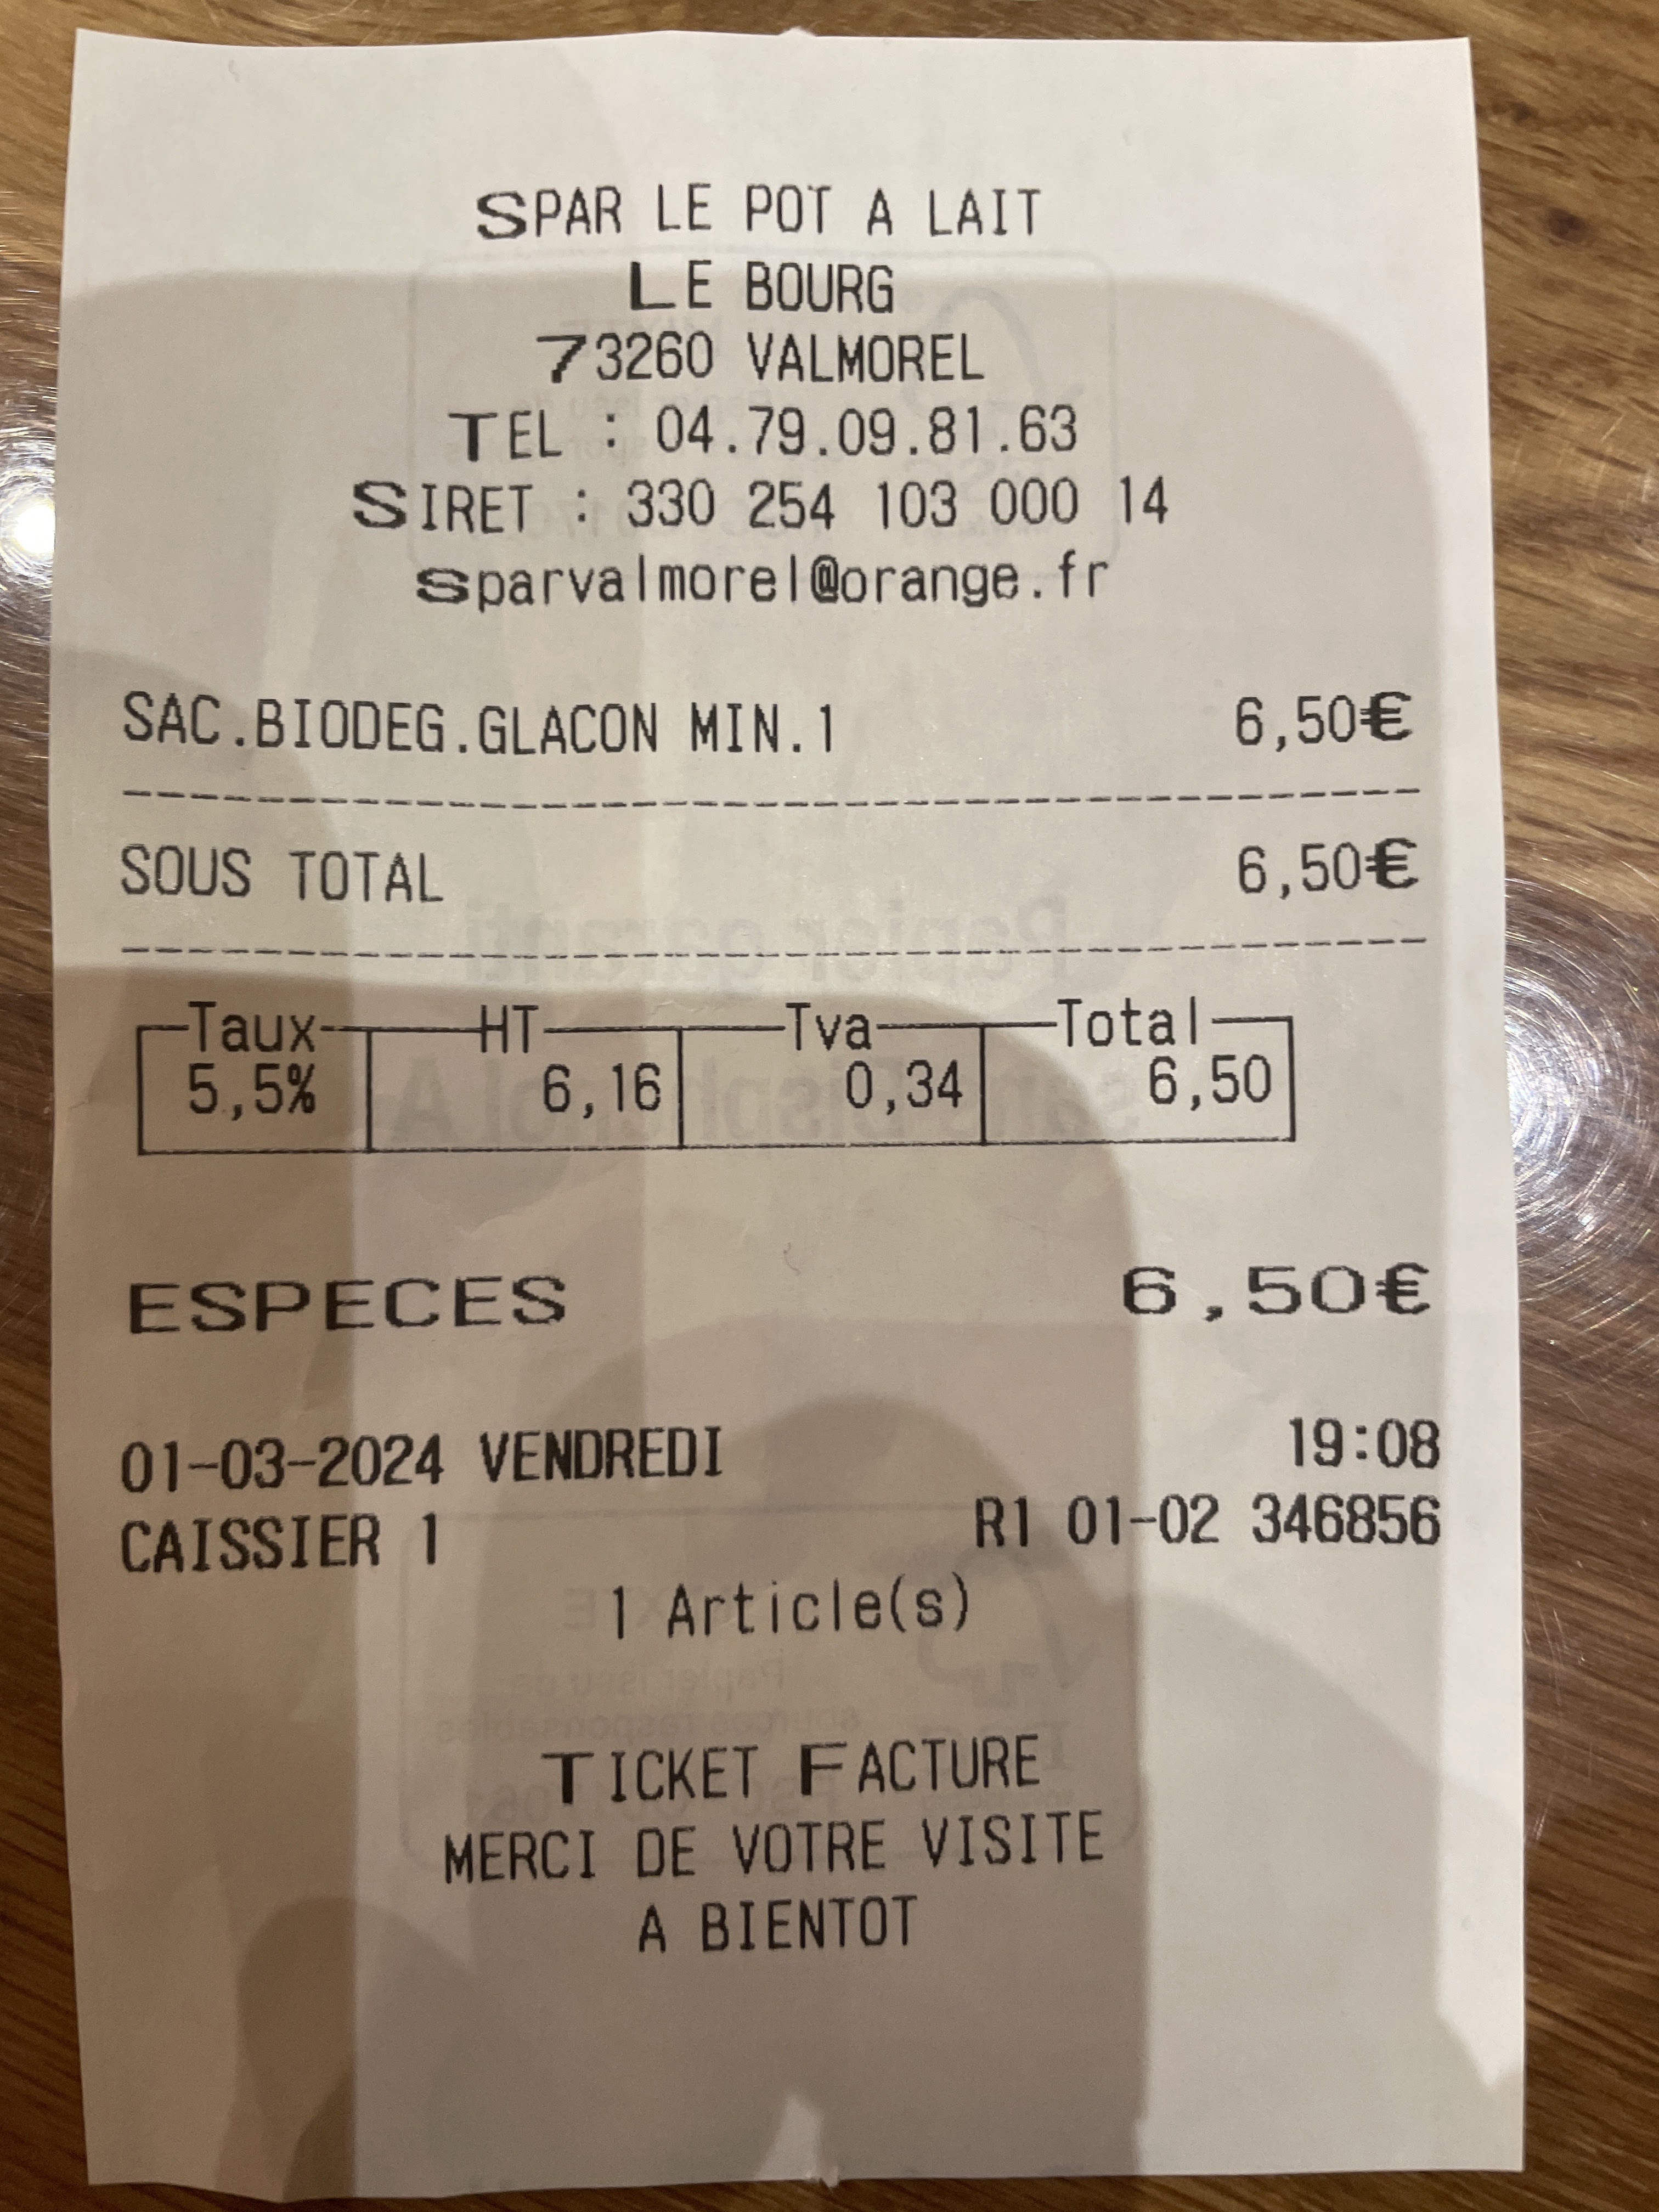 SPAR LE POT A LAIT
LE BOURG
73260 VALMOREL
TEL : 04.79.09.81.63
SIRET : 330 254 103 000 14
sparvalmorel@orange.fr
SAC.BIODEG.GLACON MIN.1 6,50€
SOUS TOTAL 6,50€
Taux HT Tva Total
5,5% 6,16 0,34 6,50
ESPECES 6,50€
01-03-2024 VENDREDI 19:08
CAISSIER 1 R1 01-02 346856
1 Article(s)
TICKET FACTURE
MERCI DE VOTRE VISITE
A BIENTOT